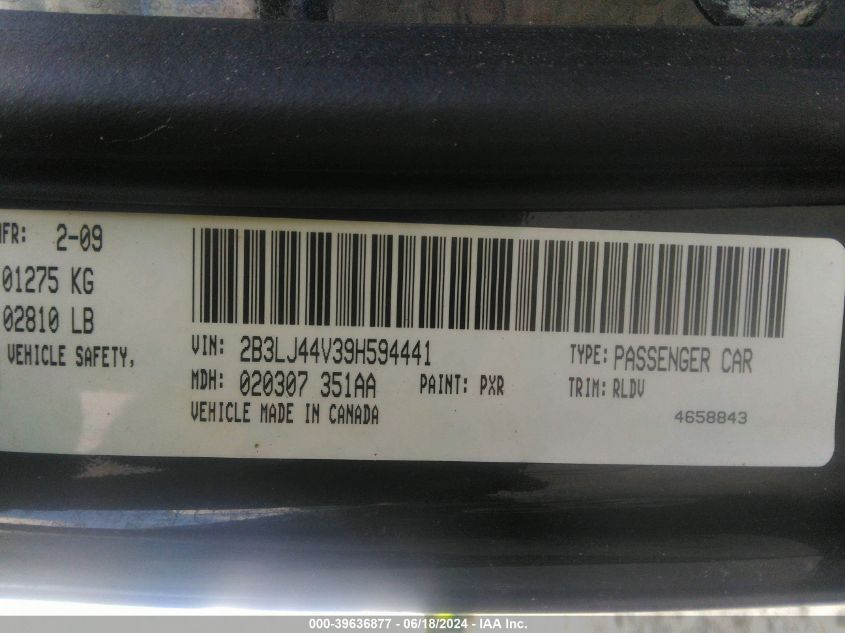 MFR: 2-09
01275 KG
02810 LB
VEHICLE SAFETY,
VIN: 2B3LJ44V39H594441 TYPE: PASSENGER CAR
MDH: 020307 351AA PAINT: PXR TRIM: RLDV
VEHICLE MADE IN CANADA 4658843
000-39636877 - 06/18/2024 - IAA Inc.